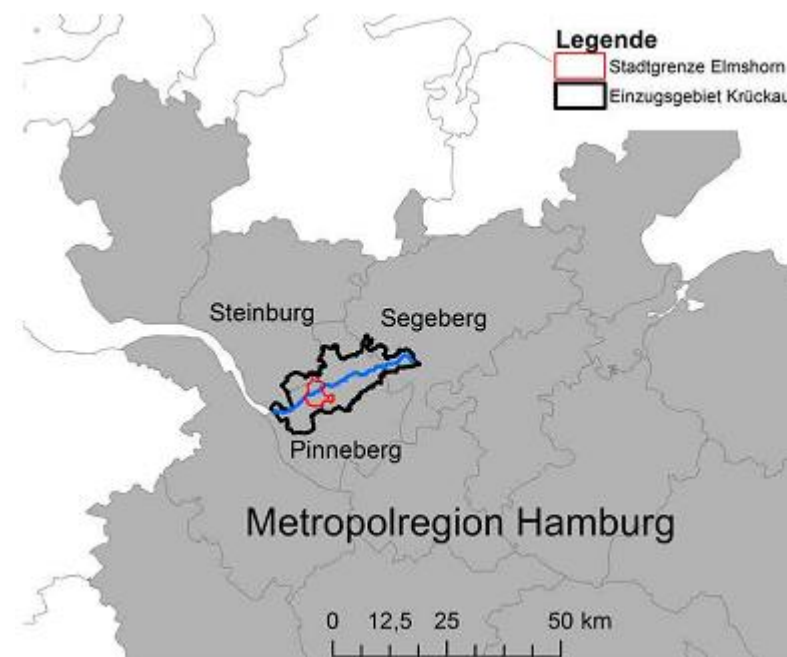 Legende
Stadtgrenze Elmshorn
Einzugsgebiet Krückau
Steinburg
Segeberg
Pinneberg
Metropolregion Hamburg
0 12,5 25 50 km